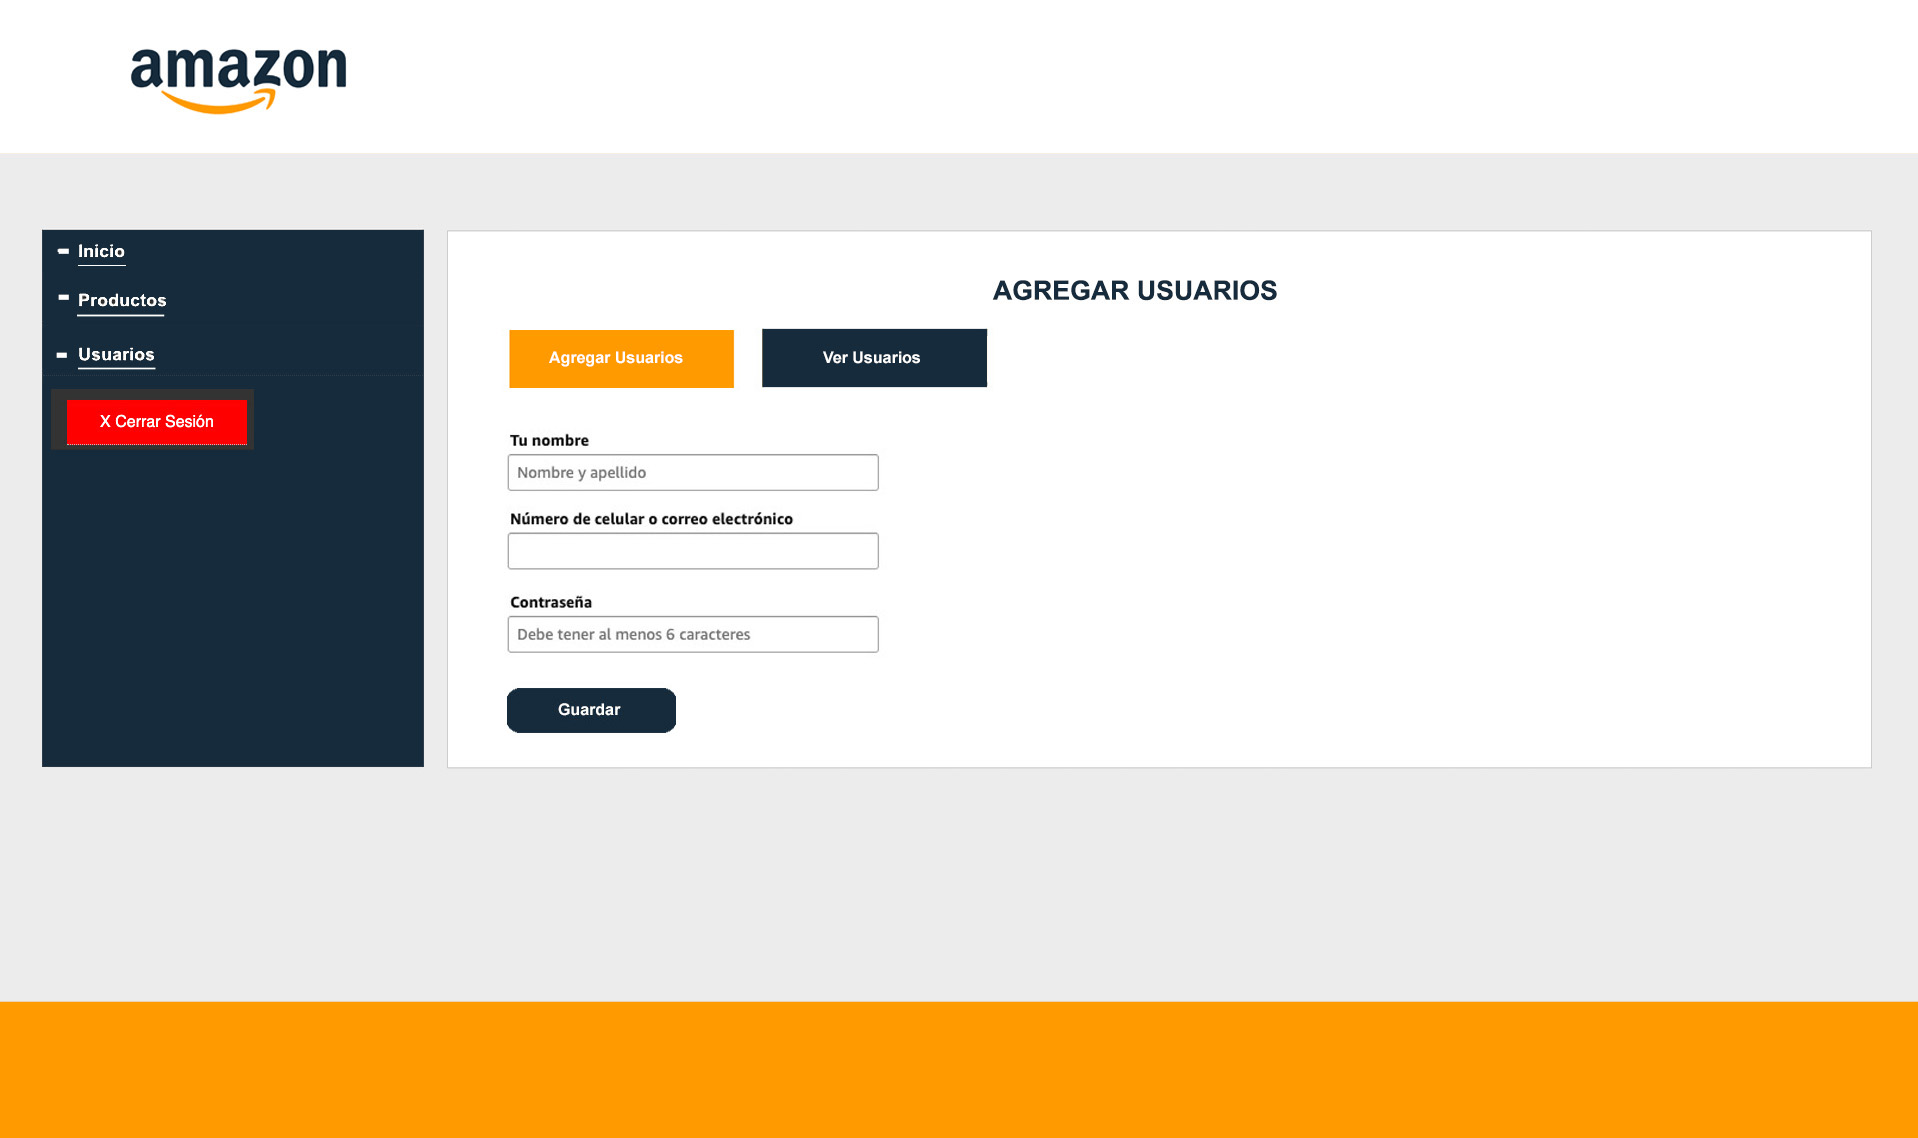 amazon
Inicio
Productos
Usuarios
X Cerrar Sesión
AGREGAR USUARIOS
Agregar Usuarios
Ver Usuarios
Tu nombre
Nombre y apellido
Número de celular o correo electrónico
Contraseña
Debe tener al menos 6 caracteres
Guardar